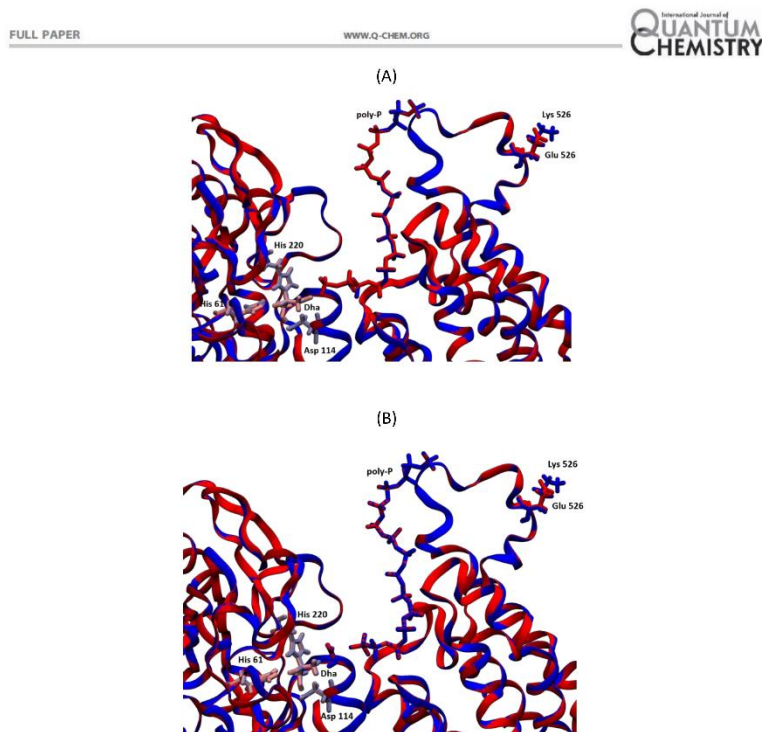 FULL PAPER
WWW.Q-CHEM.ORG
International Journal of
QUANTUM
CHEMISTRY
(A)
poly-P
Lys 526
Glu 526
His 220
His 61
Dha
Asp 114
(B)
poly-P
Lys 526
Glu 526
His 220
His 61
Dha
Asp 114